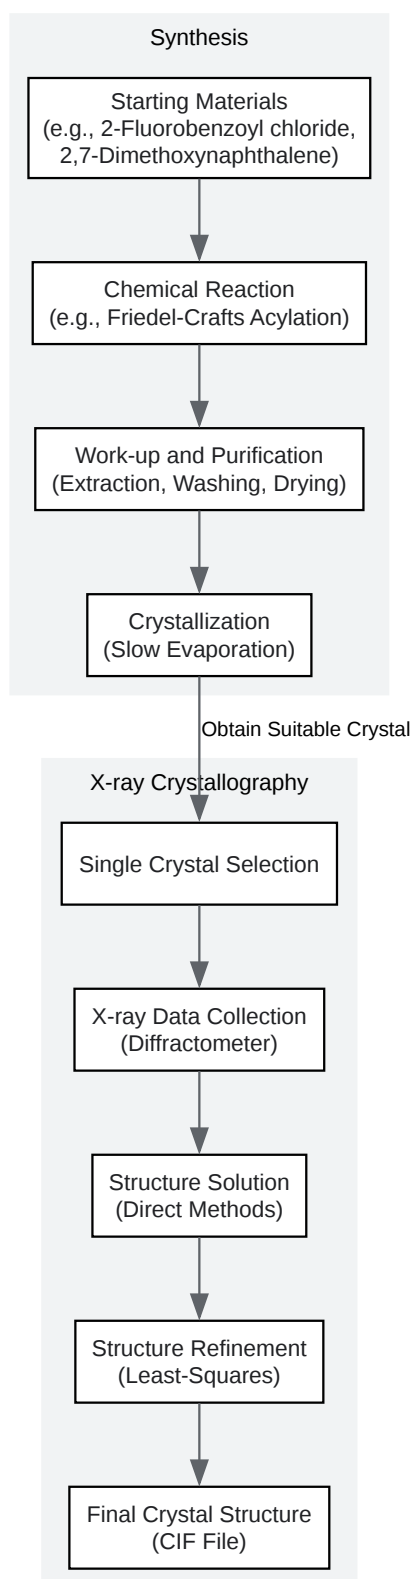 Synthesis
Starting Materials
(e.g., 2-Fluorobenzoyl chloride,
2,7-Dimethoxynaphthalene)
Chemical Reaction
(e.g., Friedel-Crafts Acylation)
Work-up and Purification
(Extraction, Washing, Drying)
Crystallization
(Slow Evaporation)
Obtain Suitable Crystal
X-ray Crystallography
Single Crystal Selection
X-ray Data Collection
(Diffractometer)
Structure Solution
(Direct Methods)
Structure Refinement
(Least-Squares)
Final Crystal Structure
(CIF File)